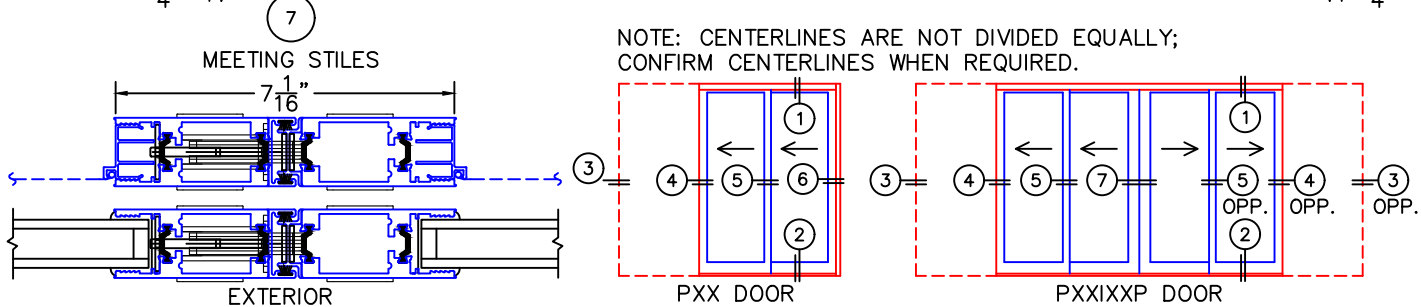 4
4
7
MEETING STILES
7 1/16"
EXTERIOR
NOTE: CENTERLINES ARE NOT DIVIDED EQUALLY;
CONFIRM CENTERLINES WHEN REQUIRED.
1
3 4 5 6
2
PXX DOOR
1
3 4 5 7 5 4 3
OPP. OPP. OPP.
2
PXXIXXP DOOR